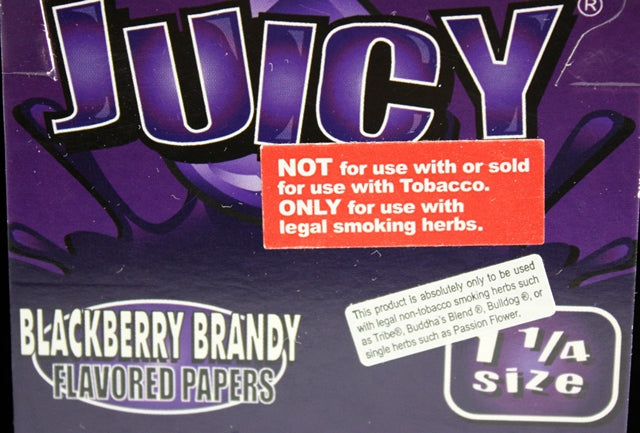 JUICY®
NOT for use with or sold
for use with Tobacco.
ONLY for use with
legal smoking herbs.
This product is absolutely only to be used
with legal non-tobacco smoking herbs such
as Tribe®, Buddha's Blend ®, Bulldog ®, or
single herbs such as Passion Flower.
BLACKBERRY BRANDY
FLAVORED PAPERS
1 1/4
size